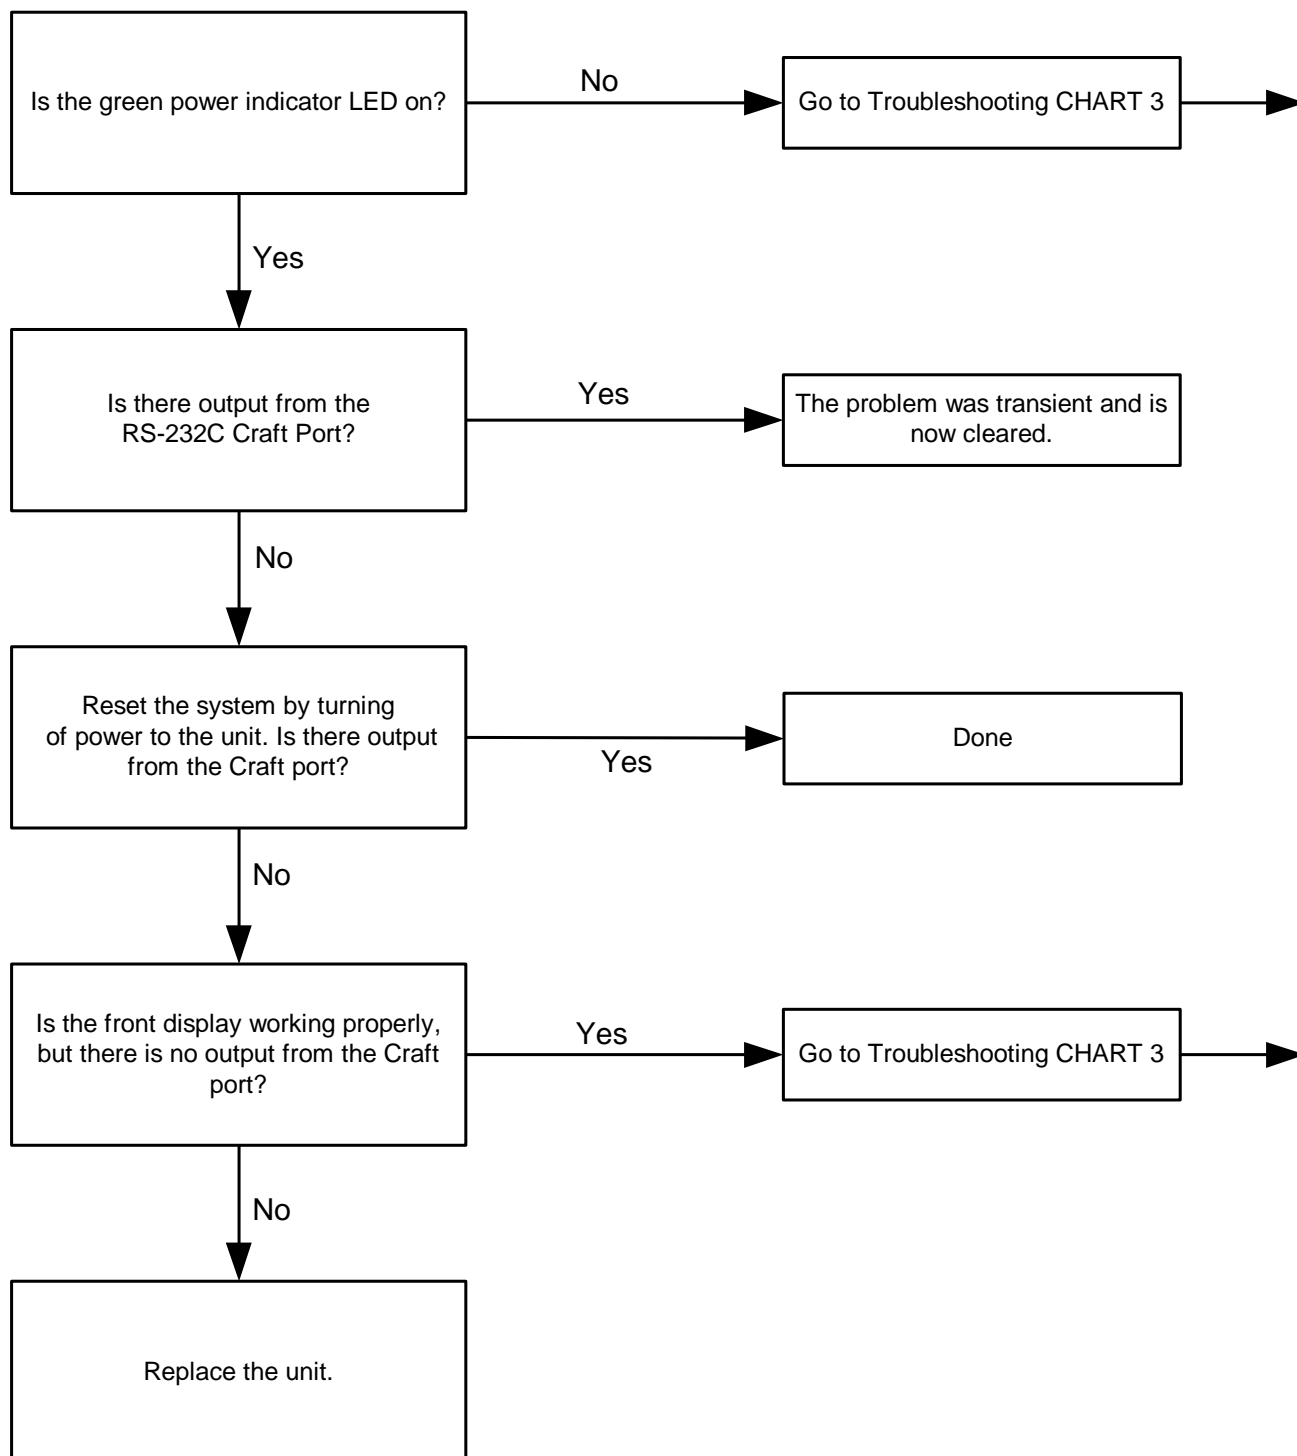 Is the green power indicator LED on?
No
Go to Troubleshooting CHART 3
Yes
Is there output from the
RS-232C Craft Port?
Yes
The problem was transient and is
now cleared.
No
Reset the system by turning
of power to the unit. Is there output
from the Craft port?
Yes
Done
No
Is the front display working properly,
but there is no output from the Craft
port?
Yes
Go to Troubleshooting CHART 3
No
Replace the unit.